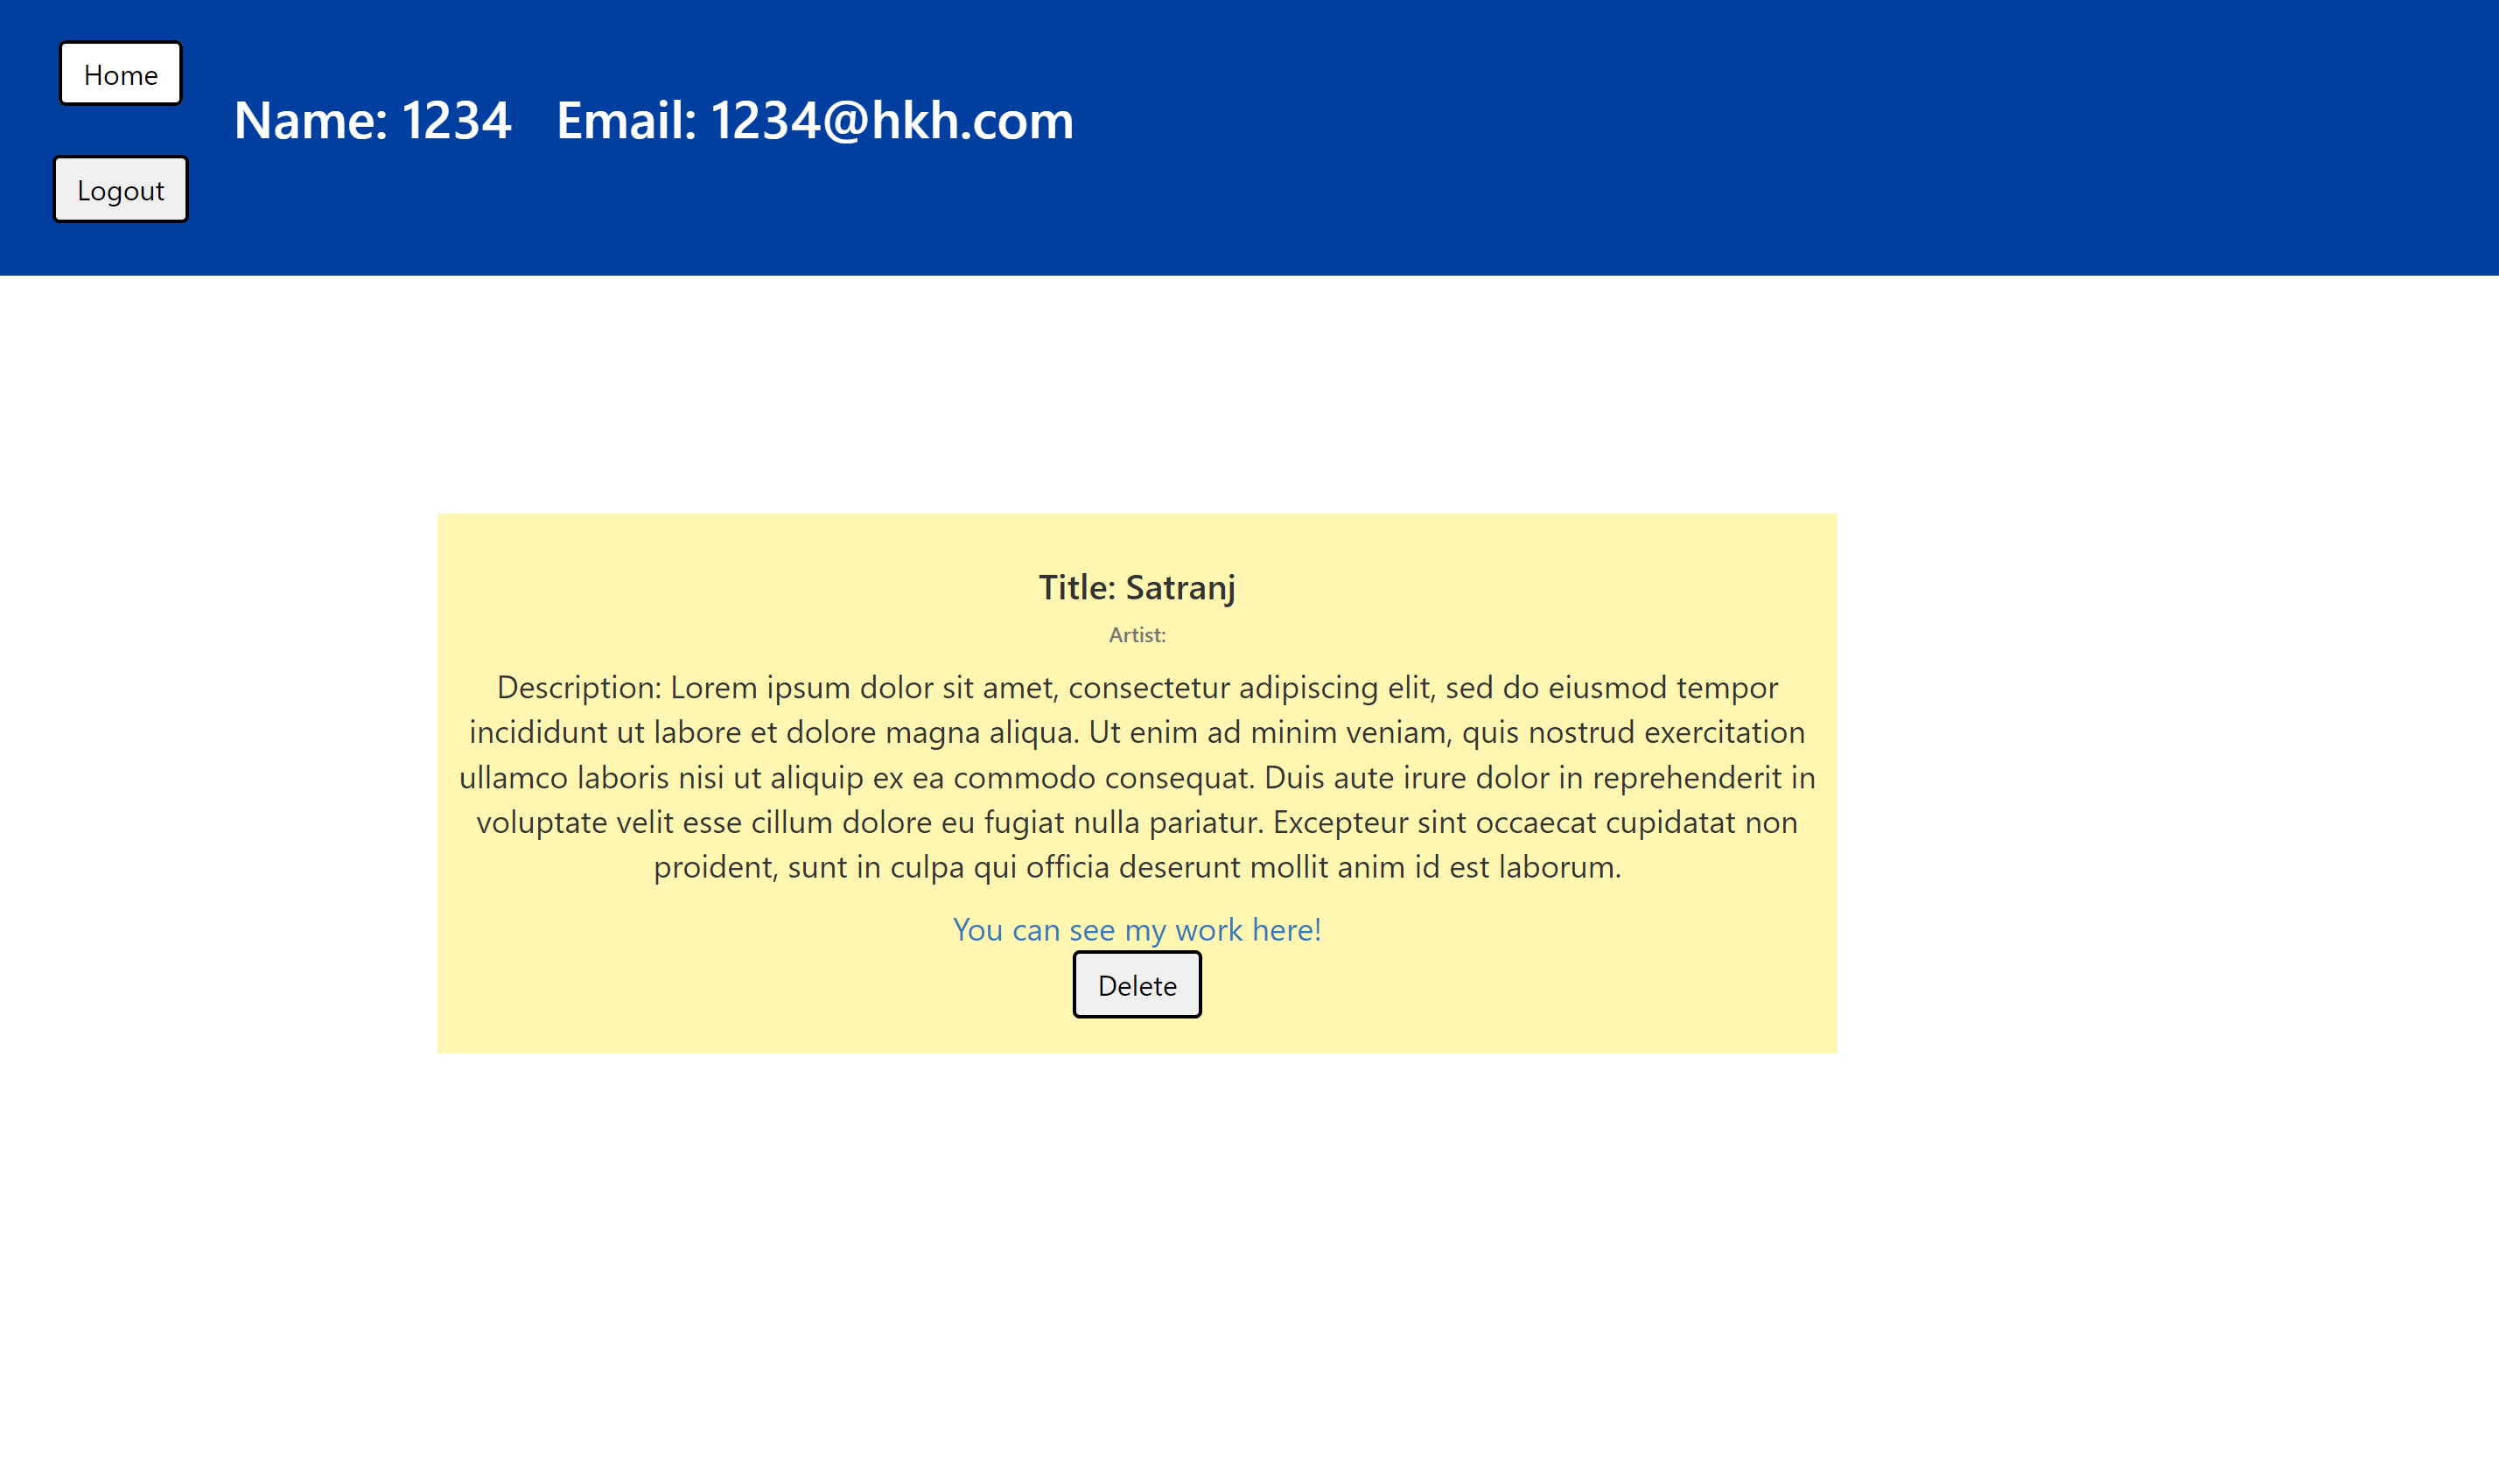 Home
Name: 1234 Email: 1234@hkh.com
Logout
Title: Satranj
Artist:
Description: Lorem ipsum dolor sit amet, consectetur adipiscing elit, sed do eiusmod tempor
incididunt ut labore et dolore magna aliqua. Ut enim ad minim veniam, quis nostrud exercitation
ullamco laboris nisi ut aliquip ex ea commodo consequat. Duis aute irure dolor in reprehenderit in
voluptate velit esse cillum dolore eu fugiat nulla pariatur. Excepteur sint occaecat cupidatat non
proident, sunt in culpa qui officia deserunt mollit anim id est laborum.
You can see my work here!
Delete